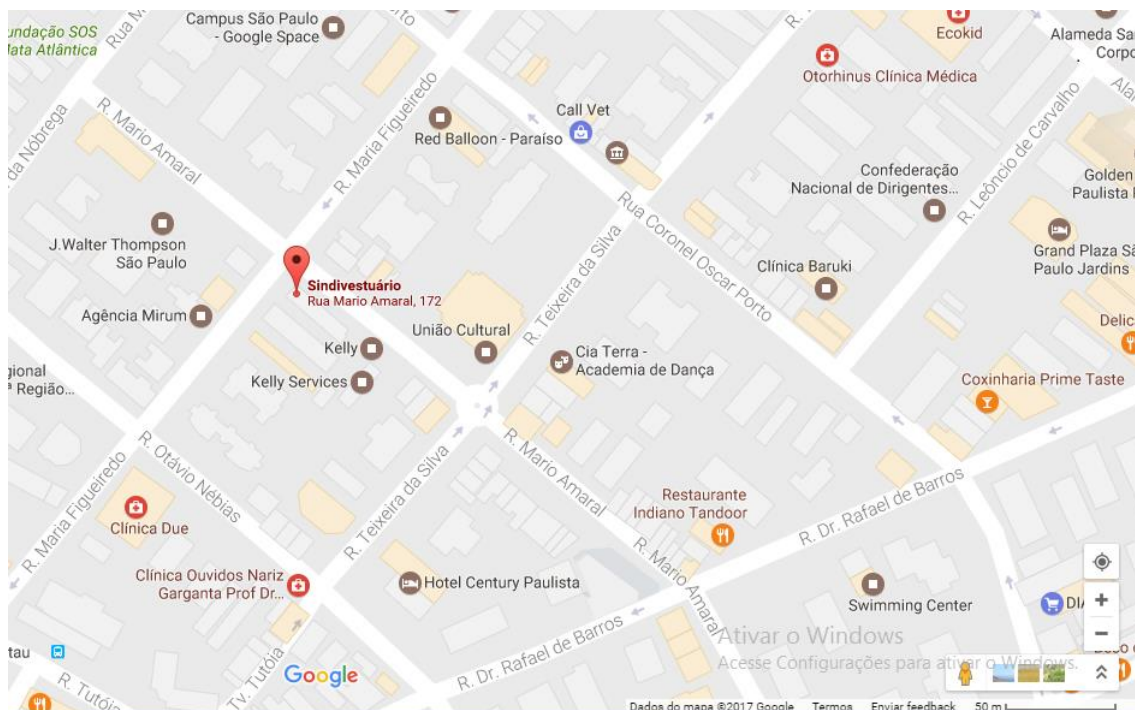 undação SOS
lata Atlântica
Rua M
Campus São Paulo
- Google Space
Porto
R.
Ecokid
Alameda Sa
Corpo
Otorhinus Clínica Médica
R. Mario Amaral
da Nóbrega
R. Maria Figueiredo
Red Balloon - Paraíso
Call Vet
Ala
R. Leôncio de Carvalho
Confederação
Nacional de Dirigentes...
Golden
Paulista
J.Walter Thompson
São Paulo
Rua Coronel Oscar Porto
R. Teixeira da Silva
Grand Plaza Sã
Paulo Jardins
Clínica Baruki
Sindivestuário
Rua Mario Amaral, 172
Agência Mirum
União Cultural
Delic
Kelly
Cia Terra -
Academia de Dança
gional
ª Região...
Kelly Services
Coxinharia Prime Taste
R. Otávio Nébias
R. Mario Amaral
R. Teixeira da Silva
R. Maria Figueiredo
Restaurante
Indiano Tandoor
R. Dr. Rafael de Barros
Clínica Due
R. Mario Amaral
Clínica Ouvidos Nariz
Garganta Prof Dr...
Hotel Century Paulista
Swimming Center
DIA
R. Dr. Rafael de Barros
tau
Tv. Tutóia
R. Tutóia
Google
Ativar o Windows
Acesse Configurações para ativar o Windows.
Dados do mapa ©2017 Google Termos Enviar feedback 50 m